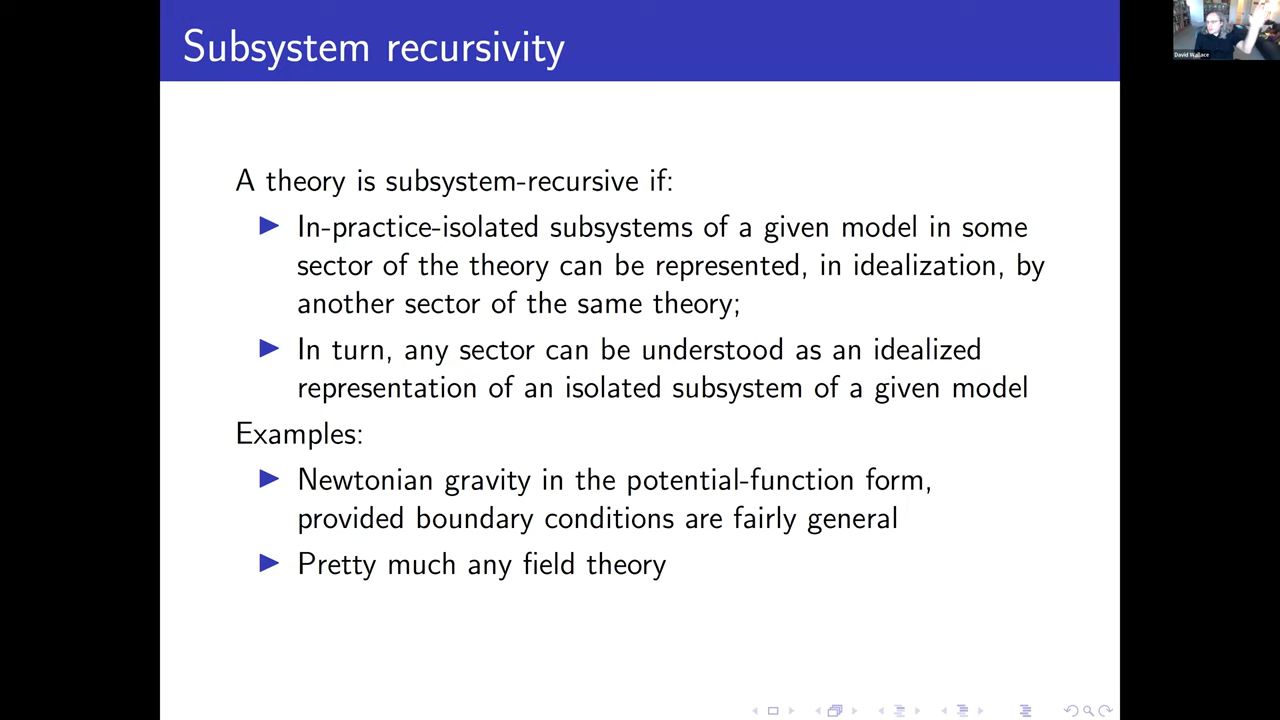 Subsystem recursivity
David Wallace
A theory is subsystem-recursive if:
In-practice-isolated subsystems of a given model in some
sector of the theory can be represented, in idealization, by
another sector of the same theory;
In turn, any sector can be understood as an idealized
representation of an isolated subsystem of a given model
Examples:
Newtonian gravity in the potential-function form,
provided boundary conditions are fairly general
Pretty much any field theory